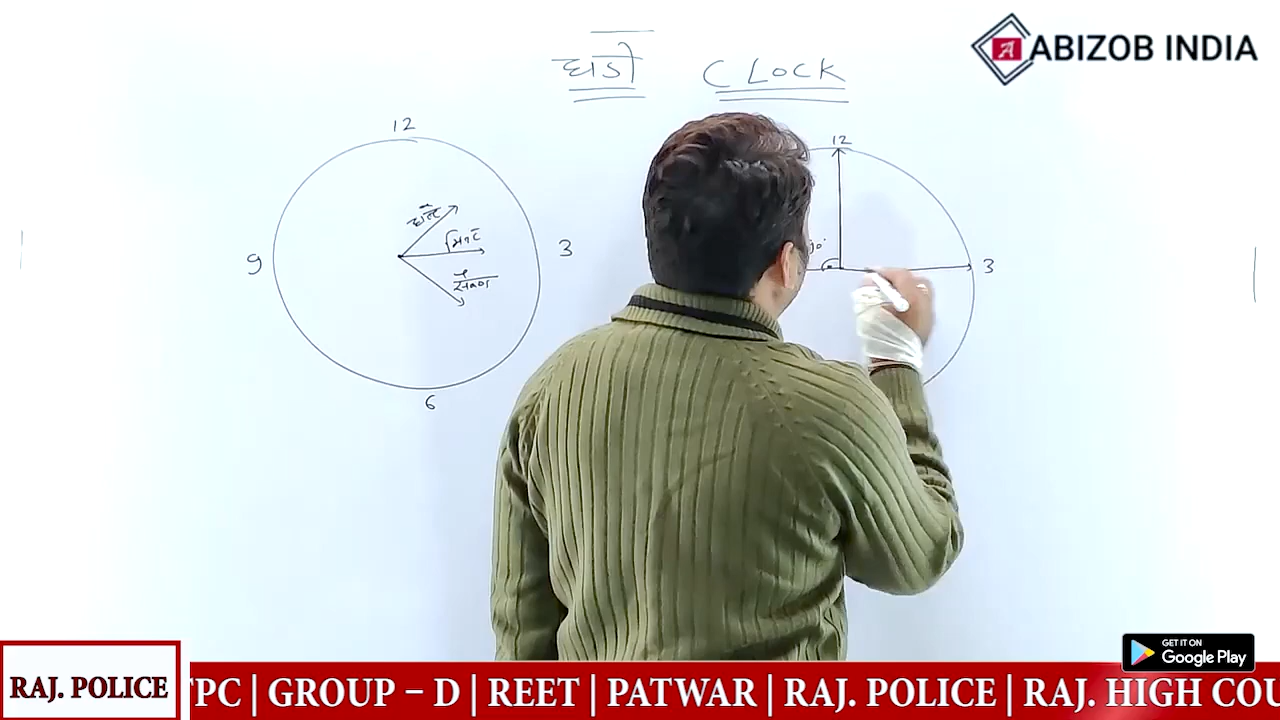 ABIZOB INDIA
घडी CLOCK
12
12
9
3
3
6
90°
GET IT ON
Google Play
RAJ. POLICE
TPC | GROUP – D | REET | PATWAR | RAJ. POLICE | RAJ. HIGH COU